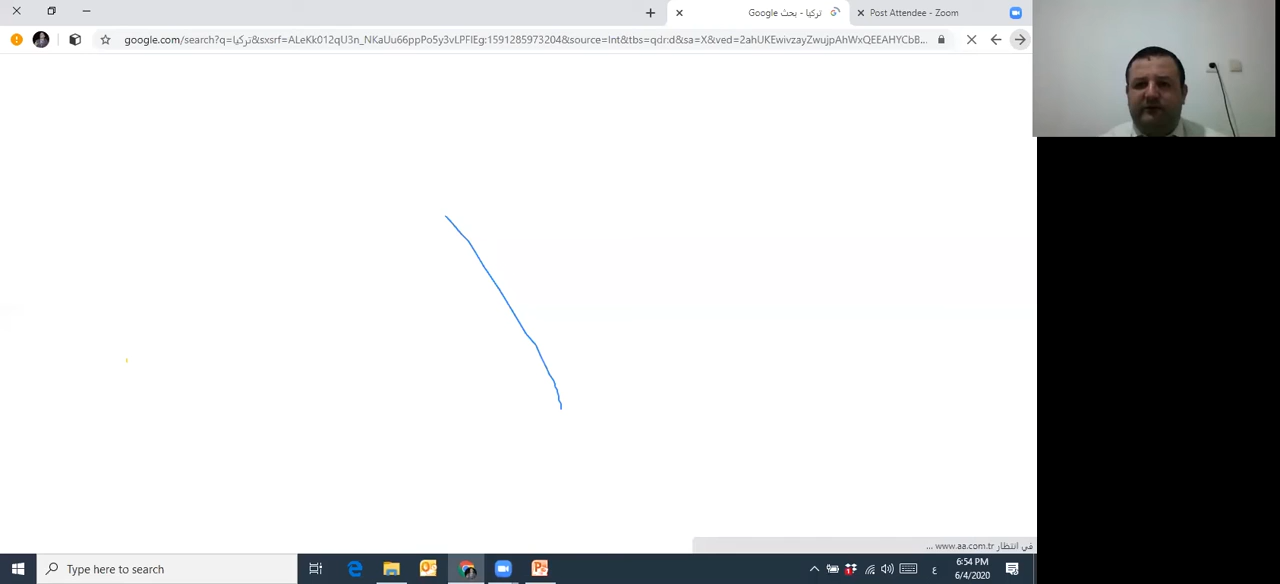 تركيا - بحث Google
Post Attendee - Zoom
google.com/search?q=تركيا&sxsrf=ALeKk012qU3n_NKaUu66ppPo5y3vLPFIEg:1591285973204&source=lnt&tbs=qdr:d&sa=X&ved=2ahUKEwivzayZwujpAhWxQEEAHYCbB...
في انتظار www.aa.com.tr ...
Type here to search
ع
6:54 PM
6/4/2020